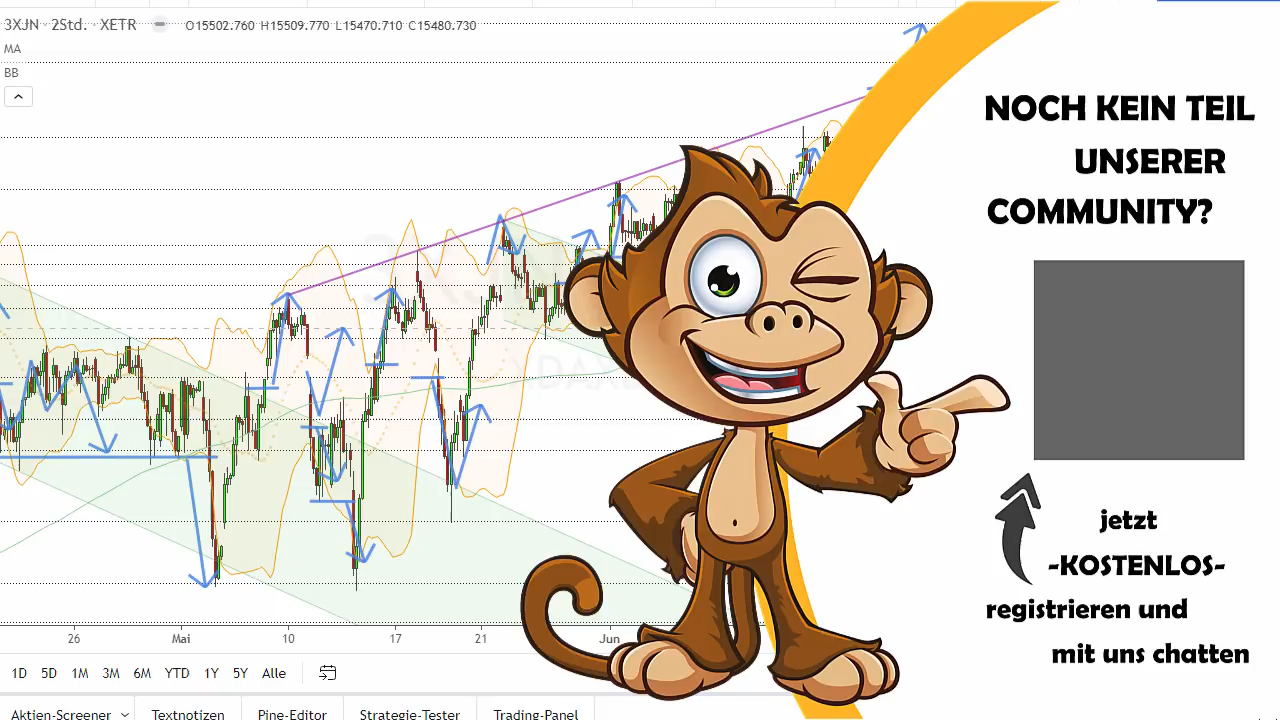 3XJN · 2Std. · XETR O15502.760 H15509.770 L15470.710 C15480.730
MA
BB
NOCH KEIN TEIL
UNSERER
COMMUNITY?
jetzt
-KOSTENLOS-
registrieren und
mit uns chatten
26 Mai 10 17 21 Jun
1D 5D 1M 3M 6M YTD 1Y 5Y Alle
Aktien-Screener Textnotizen Pine-Editor Strategie-Tester Trading-Panel